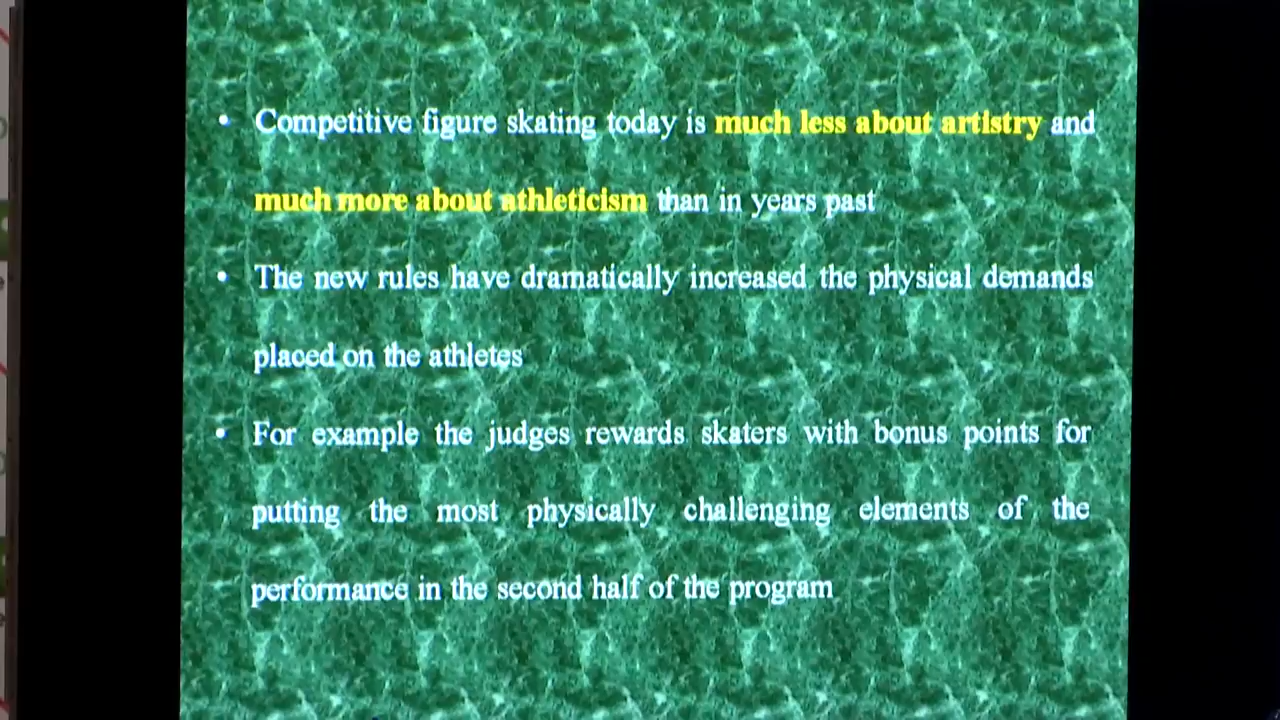 • Competitive figure skating today is much less about artistry and
much more about athleticism than in years past
• The new rules have dramatically increased the physical demands
placed on the athletes
• For example the judges rewards skaters with bonus points for
putting the most physically challenging elements of the
performance in the second half of the program